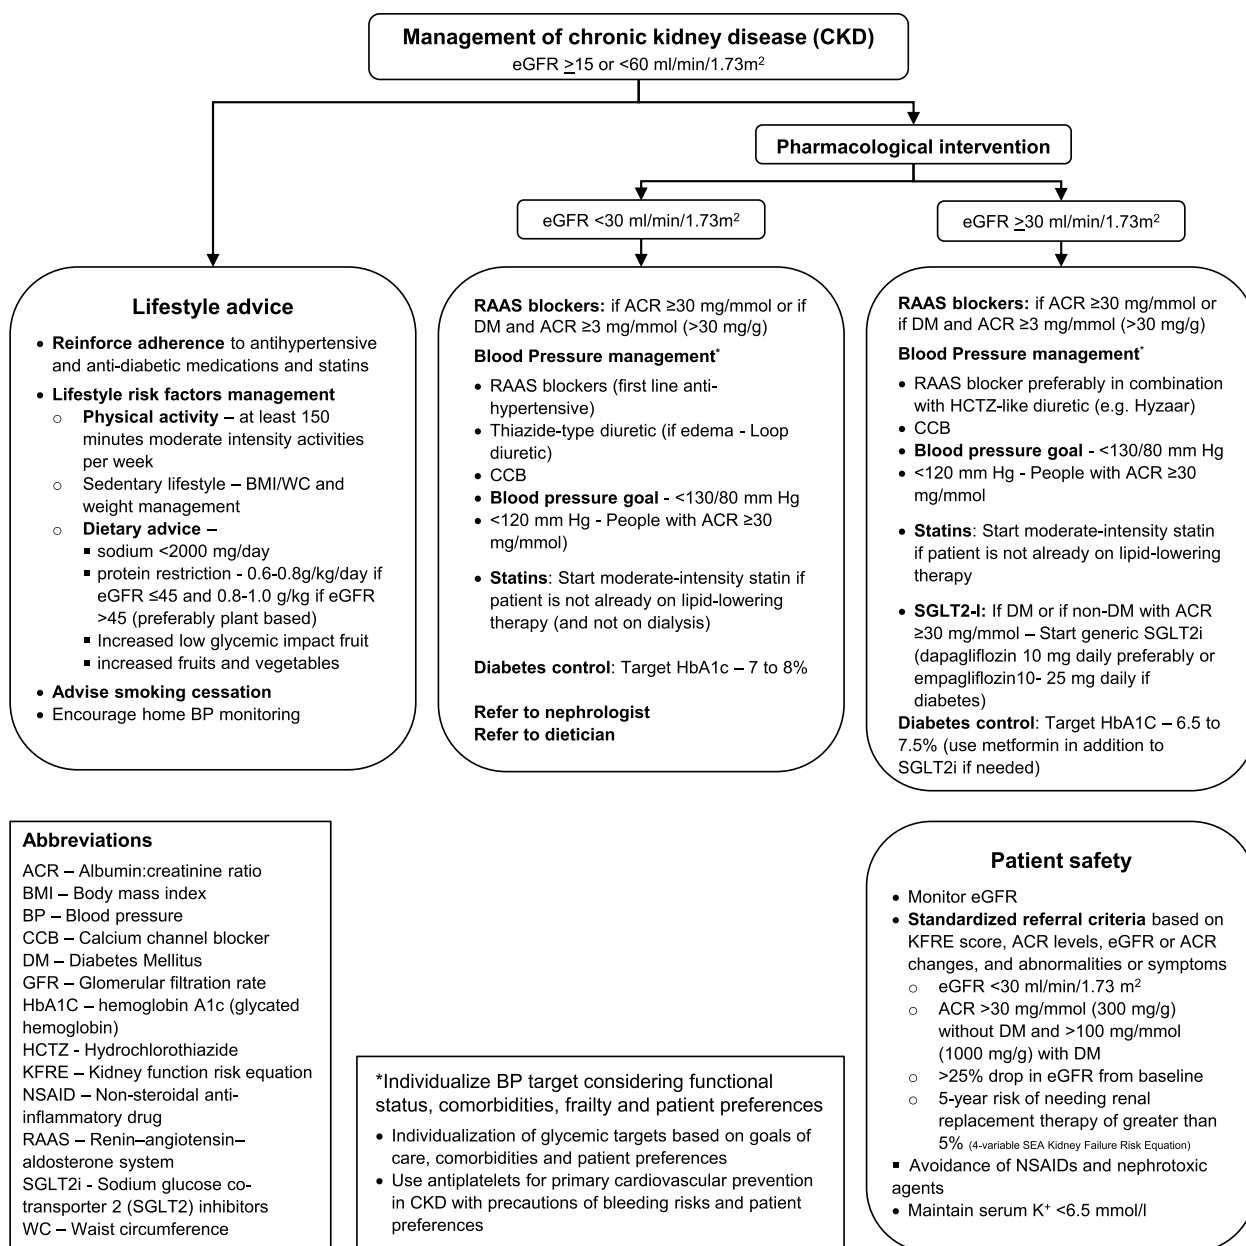 Management of chronic kidney disease (CKD)
eGFR ≥15 or <60 ml/min/1.73m²
Pharmacological intervention
eGFR <30 ml/min/1.73m²
eGFR ≥30 ml/min/1.73m²
Lifestyle advice
• Reinforce adherence to antihypertensive
and anti-diabetic medications and statins
• Lifestyle risk factors management
○ Physical activity – at least 150
minutes moderate intensity activities
per week
○ Sedentary lifestyle – BMI/WC and
weight management
○ Dietary advice –
▪ sodium <2000 mg/day
▪ protein restriction - 0.6-0.8g/kg/day if
eGFR ≤45 and 0.8-1.0 g/kg if eGFR
>45 (preferably plant based)
▪ Increased low glycemic impact fruit
▪ increased fruits and vegetables
• Advise smoking cessation
• Encourage home BP monitoring
RAAS blockers: if ACR ≥30 mg/mmol or if
DM and ACR ≥3 mg/mmol (>30 mg/g)
Blood Pressure management*
• RAAS blockers (first line anti-
hypertensive)
• Thiazide-type diuretic (if edema - Loop
diuretic)
• CCB
• Blood pressure goal - <130/80 mm Hg
• <120 mm Hg - People with ACR ≥30
mg/mmol)
• Statins: Start moderate-intensity statin if
patient is not already on lipid-lowering
therapy (and not on dialysis)
Diabetes control: Target HbA1c – 7 to 8%
Refer to nephrologist
Refer to dietician
RAAS blockers: if ACR ≥30 mg/mmol or
if DM and ACR ≥3 mg/mmol (>30 mg/g)
Blood Pressure management*
• RAAS blocker preferably in combination
with HCTZ-like diuretic (e.g. Hyzaar)
• CCB
• Blood pressure goal - <130/80 mm Hg
• <120 mm Hg - People with ACR ≥30
mg/mmol
• Statins: Start moderate-intensity statin
if patient is not already on lipid-lowering
therapy
• SGLT2-I: If DM or if non-DM with ACR
≥30 mg/mmol – Start generic SGLT2i
(dapagliflozin 10 mg daily preferably or
empagliflozin10- 25 mg daily if
diabetes)
Diabetes control: Target HbA1C – 6.5 to
7.5% (use metformin in addition to
SGLT2i if needed)
Abbreviations
ACR – Albumin:creatinine ratio
BMI – Body mass index
BP – Blood pressure
CCB – Calcium channel blocker
DM – Diabetes Mellitus
GFR – Glomerular filtration rate
HbA1C – hemoglobin A1c (glycated
hemoglobin)
HCTZ - Hydrochlorothiazide
KFRE – Kidney function risk equation
NSAID – Non-steroidal anti-
inflammatory drug
RAAS – Renin–angiotensin–
aldosterone system
SGLT2i - Sodium glucose co-
transporter 2 (SGLT2) inhibitors
WC – Waist circumference
*Individualize BP target considering functional
status, comorbidities, frailty and patient preferences
• Individualization of glycemic targets based on goals of
care, comorbidities and patient preferences
• Use antiplatelets for primary cardiovascular prevention
in CKD with precautions of bleeding risks and patient
preferences
Patient safety
• Monitor eGFR
• Standardized referral criteria based on
KFRE score, ACR levels, eGFR or ACR
changes, and abnormalities or symptoms
○ eGFR <30 ml/min/1.73 m²
○ ACR >30 mg/mmol (300 mg/g)
without DM and >100 mg/mmol
(1000 mg/g) with DM
○ >25% drop in eGFR from baseline
○ 5-year risk of needing renal
replacement therapy of greater than
5% (4-variable SEA Kidney Failure Risk Equation)
▪ Avoidance of NSAIDs and nephrotoxic
agents
• Maintain serum K⁺ <6.5 mmol/l